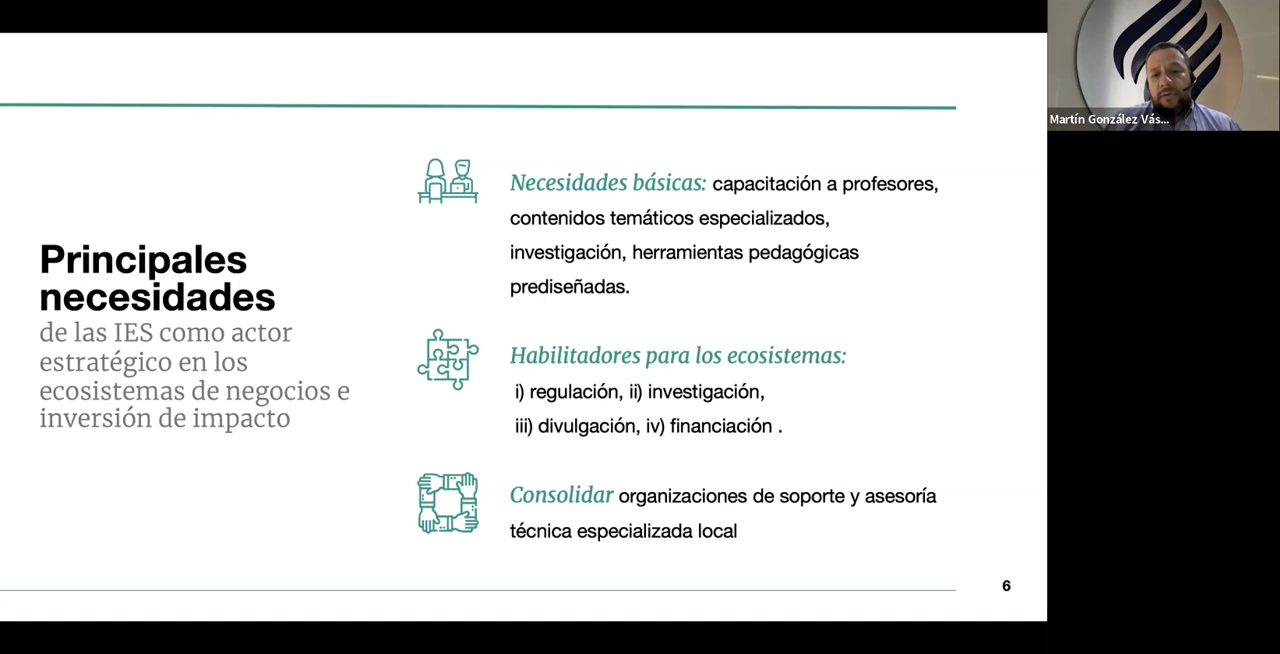 Martín González Vás...
Principales
necesidades
de las IES como actor
estratégico en los
ecosistemas de negocios e
inversión de impacto
Necesidades básicas: capacitación a profesores,
contenidos temáticos especializados,
investigación, herramientas pedagógicas
prediseñadas.
Habilitadores para los ecosistemas:
i) regulación, ii) investigación,
iii) divulgación, iv) financiación .
Consolidar organizaciones de soporte y asesoría
técnica especializada local
6